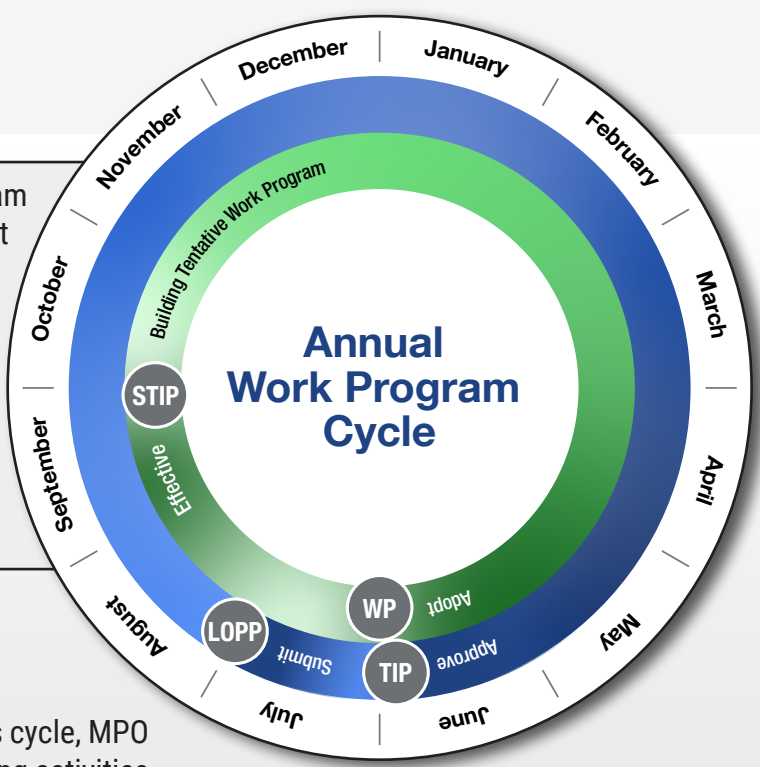 December
January
February
March
April
May
June
July
August
September
October
November
Building Tentative Work Program
Annual
Work Program
Cycle
STIP
Effective
WP
Adopt
LOPP
Submit
TIP
Approve
cycle, MPO
activities